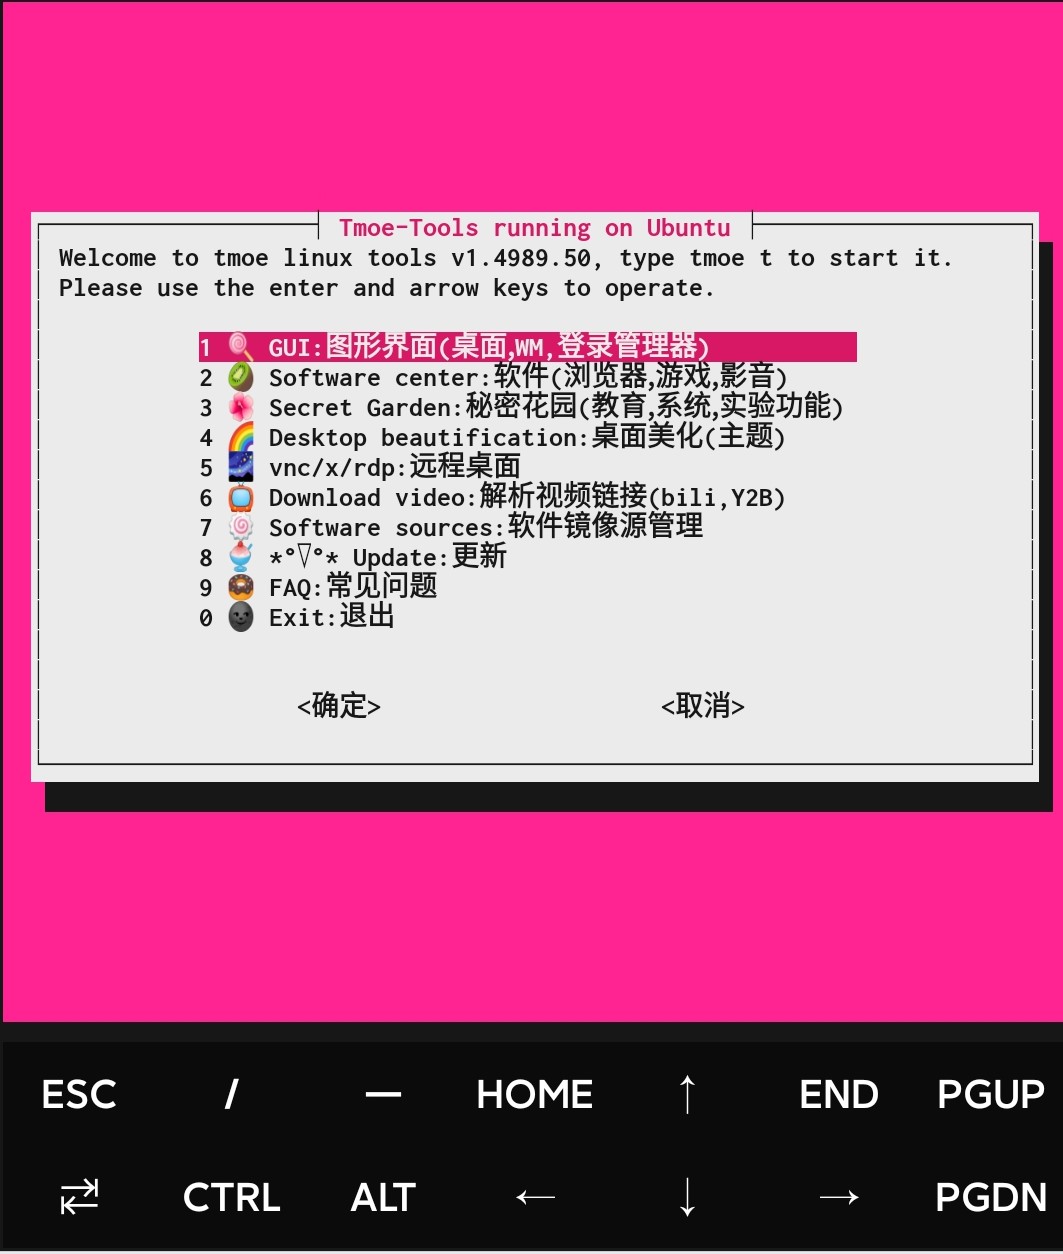 Tmoe-Tools running on Ubuntu
Welcome to tmoe linux tools v1.4989.50, type tmoe t to start it.
Please use the enter and arrow keys to operate.
1 🍭 GUI:图形界面(桌面,WM,登录管理器)
2 🥝 Software center:软件(浏览器,游戏,影音)
3 🌺 Secret Garden:秘密花园(教育,系统,实验功能)
4 🌈 Desktop beautification:桌面美化(主题)
5 🌌 vnc/x/rdp:远程桌面
6 📺 Download video:解析视频链接(bili,Y2B)
7 🍥 Software sources:软件镜像源管理
8 🍧 *°▽°* Update:更新
9 🍩 FAQ:常见问题
0 🌚 Exit:退出
<确定> <取消>
ESC / — HOME ↑ END PGUP
⇄ CTRL ALT ← ↓ → PGDN